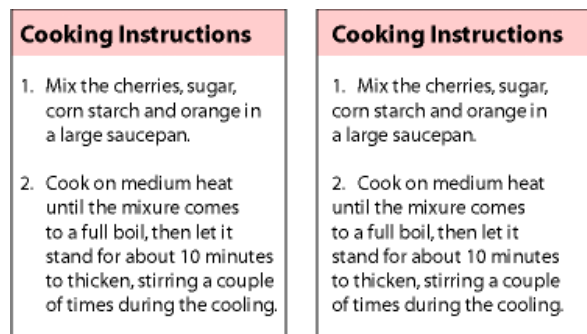 Cooking Instructions
1. Mix the cherries, sugar,
corn starch and orange in
a large saucepan.
2. Cook on medium heat
until the mixure comes
to a full boil, then let it
stand for about 10 minutes
to thicken, stirring a couple
of times during the cooling.
Cooking Instructions
1. Mix the cherries, sugar,
corn starch and orange in
a large saucepan.
2. Cook on medium heat
until the mixure comes
to a full boil, then let it
stand for about 10 minutes
to thicken, stirring a couple
of times during the cooling.